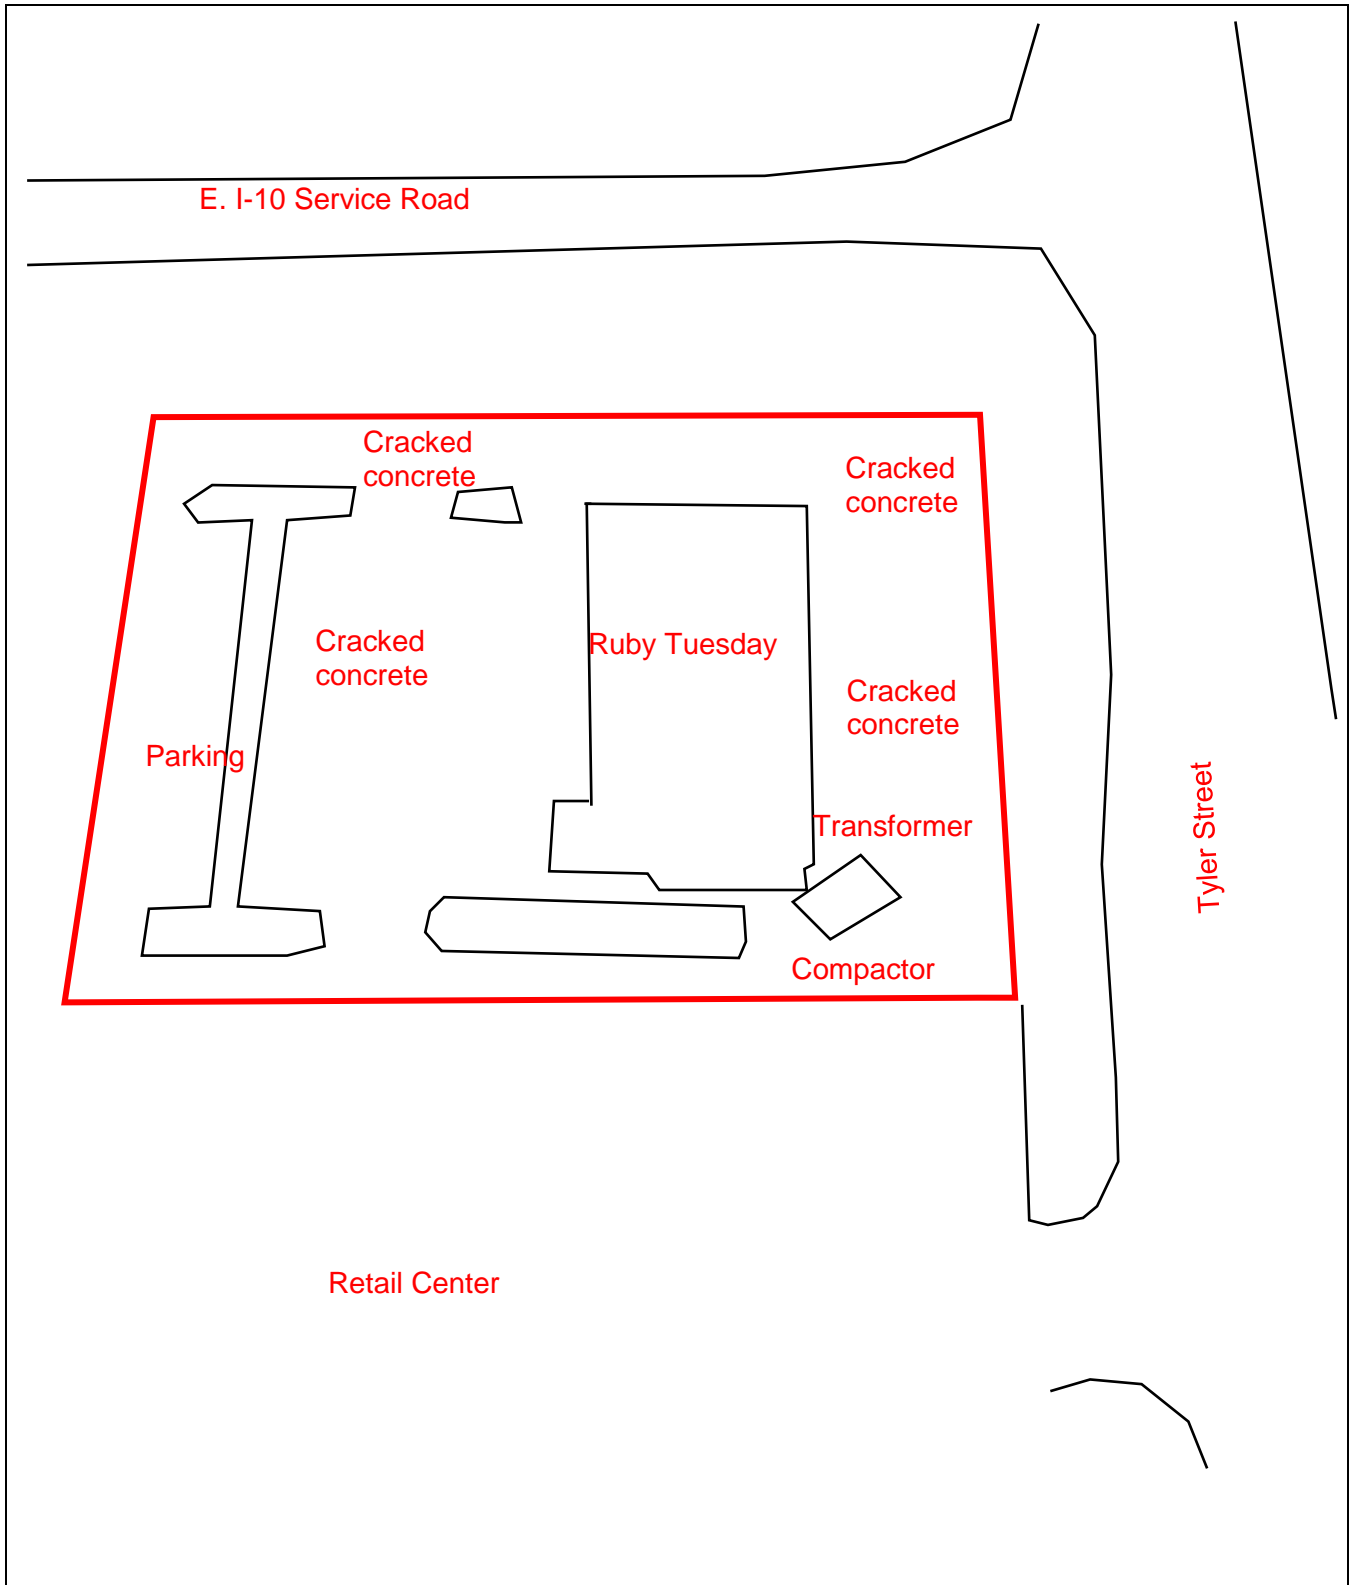 E. I-10 Service Road
Cracked
concrete
Cracked
concrete
Cracked
concrete
Ruby Tuesday
Cracked
concrete
Parking
Transformer
Tyler Street
Compactor
Retail Center